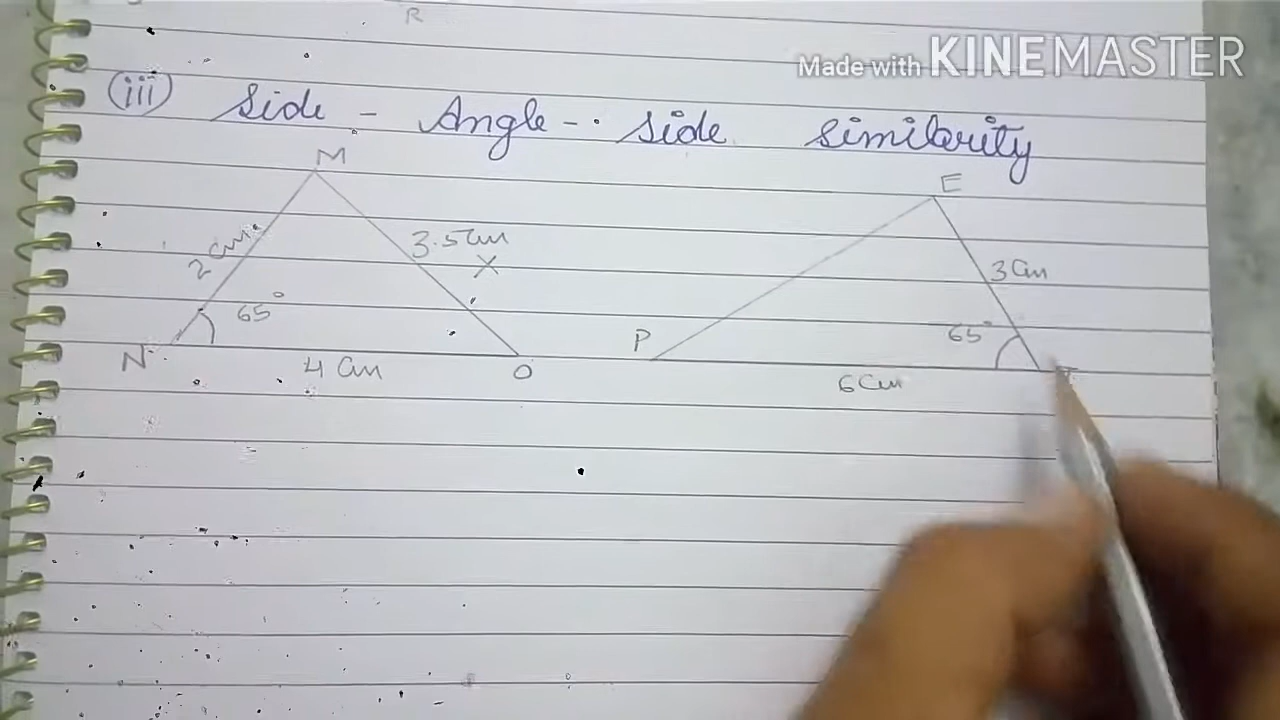 R
Made with KINEMASTER
(iii) Side - Angle - Side similarity
M
E
2 cm
3.5 cm
X
3 cm
65°
65°
N
4 cm
O
P
6 cm